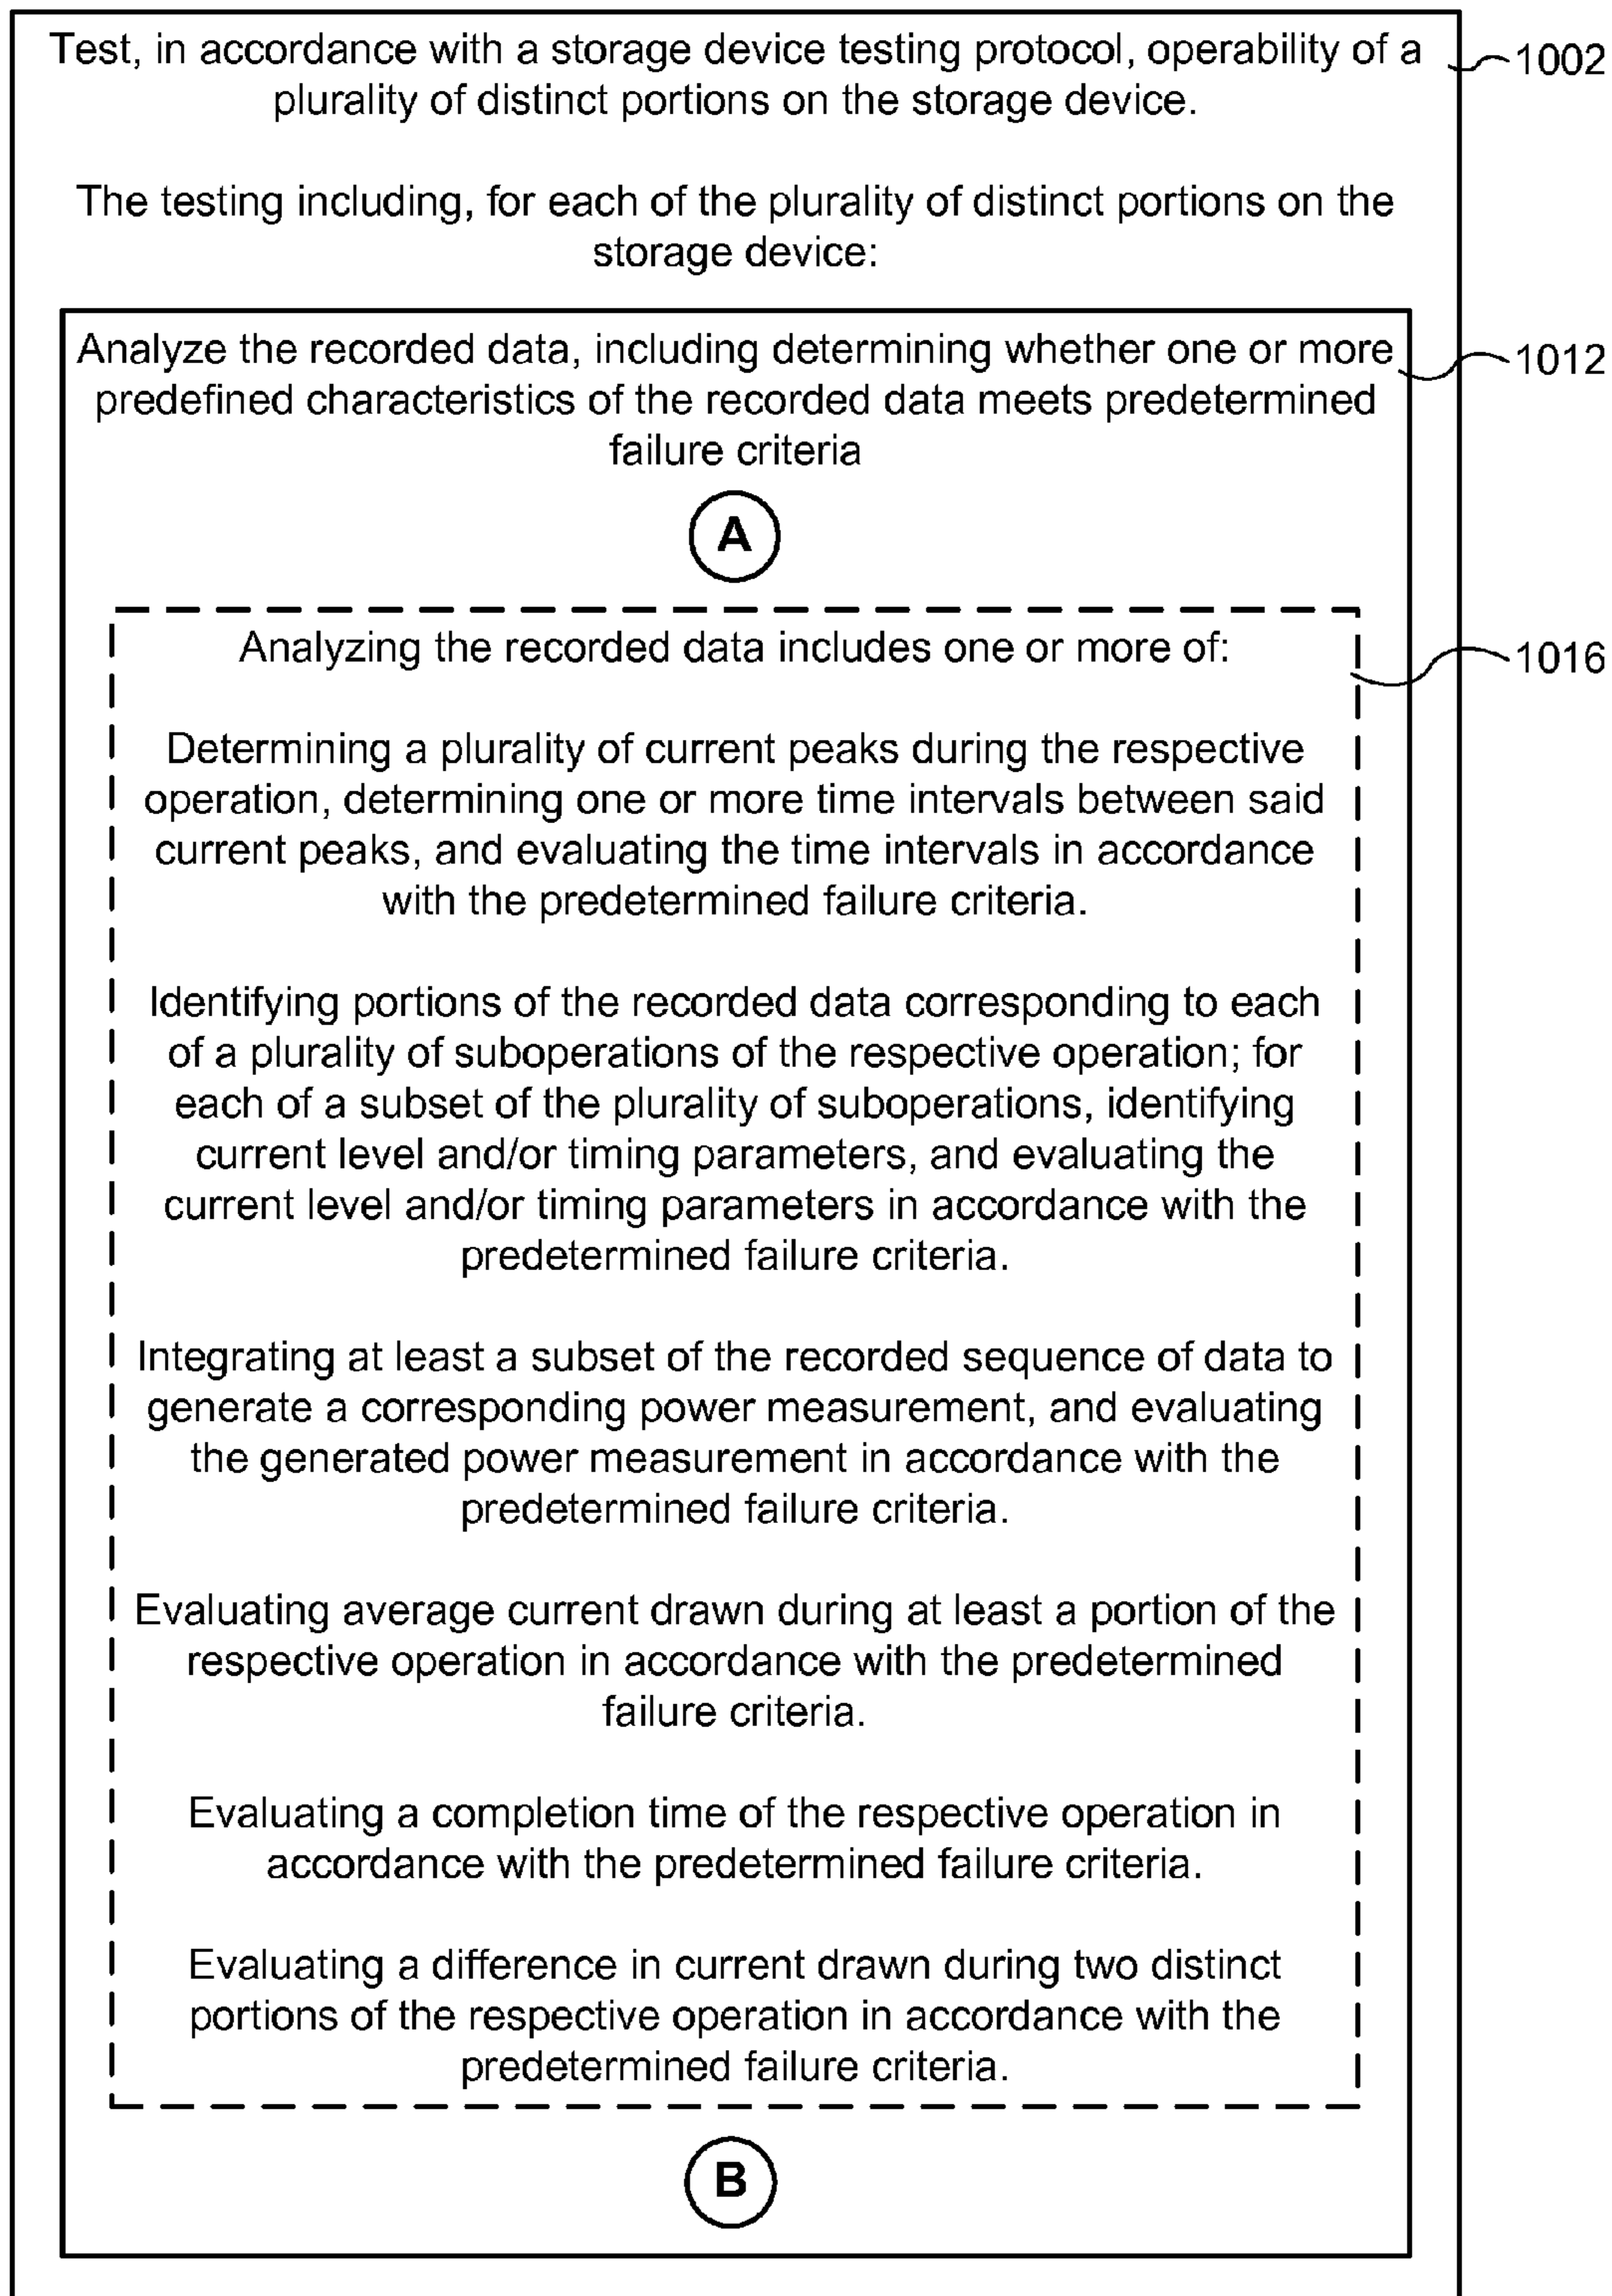 Test, in accordance with a storage device testing protocol, operability of a
plurality of distinct portions on the storage device.
1002
The testing including, for each of the plurality of distinct portions on the
storage device:
Analyze the recorded data, including determining whether one or more
predefined characteristics of the recorded data meets predetermined
failure criteria
1012
A
Analyzing the recorded data includes one or more of:
1016
Determining a plurality of current peaks during the respective
operation, determining one or more time intervals between said
current peaks, and evaluating the time intervals in accordance
with the predetermined failure criteria.
Identifying portions of the recorded data corresponding to each
of a plurality of suboperations of the respective operation; for
each of a subset of the plurality of suboperations, identifying
current level and/or timing parameters, and evaluating the
current level and/or timing parameters in accordance with the
predetermined failure criteria.
Integrating at least a subset of the recorded sequence of data to
generate a corresponding power measurement, and evaluating
the generated power measurement in accordance with the
predetermined failure criteria.
Evaluating average current drawn during at least a portion of the
respective operation in accordance with the predetermined
failure criteria.
Evaluating a completion time of the respective operation in
accordance with the predetermined failure criteria.
Evaluating a difference in current drawn during two distinct
portions of the respective operation in accordance with the
predetermined failure criteria.
B